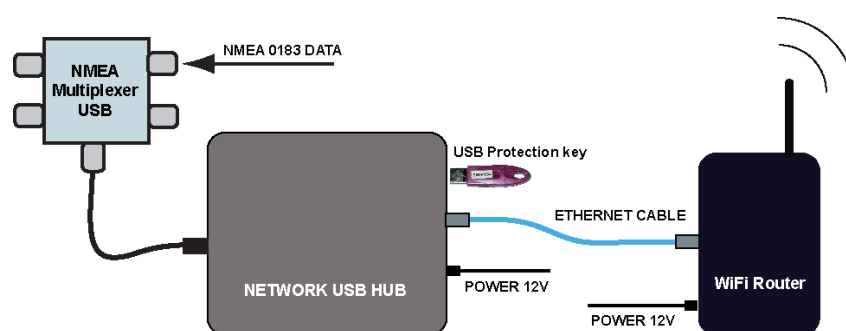 NMEA 0183 DATA
NMEA
Multiplexer
USB
USB Protection key
ETHERNET CABLE
NETWORK USB HUB
POWER 12V
WiFi Router
POWER 12V